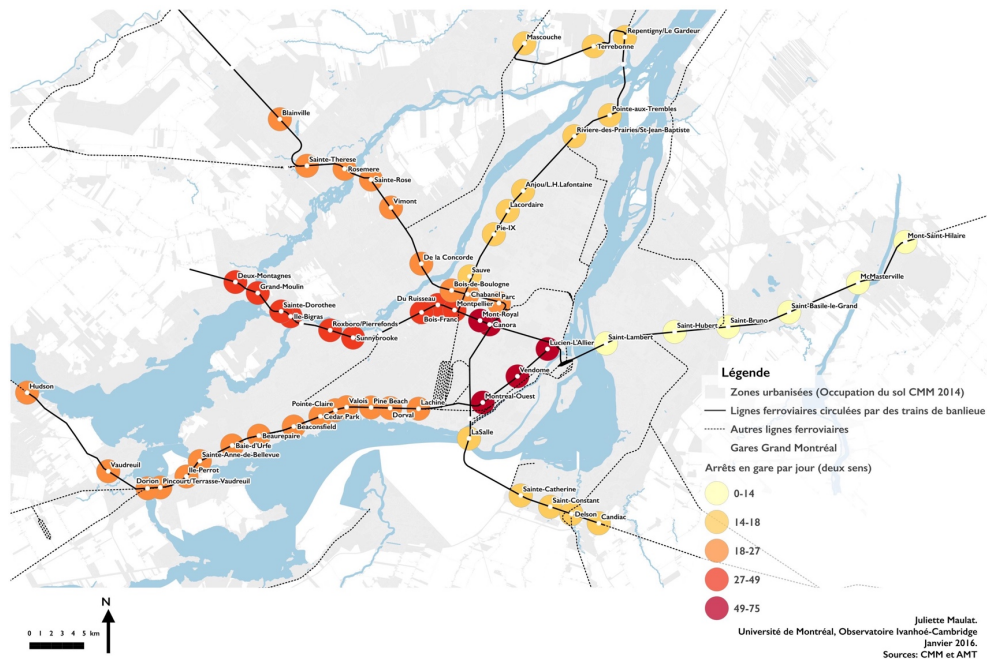 Mascouche
Repentigny/Le Gardeur
Terrebonne
Pointe-aux-Trembles
Blainville
Riviere-des-Prairies/St-Jean-Baptiste
Sainte-Therese
Rosemere
Sainte-Rose
Anjou/L.H.Lafontaine
Vimont
Lacordaire
Pie-IX
Mont-Saint-Hilaire
De la Concorde
Sauve
Deux-Montagnes
Grand-Moulin
Bois-de-Boulogne
McMasterville
Chabanel
Parc
Du Ruisseau
Montpellier
Sainte-Dorothee
Ile-Bigras
Bois-Franc
Mont-Royal
Canora
Saint-Basile-le-Grand
Roxboro/Pierrefonds
Sunnybrooke
Saint-Hubert
Saint-Bruno
Lucien-L'Allier
Saint-Lambert
Vendome
Montreal-Ouest
Hudson
Pointe-Claire
Valois
Pine Beach
Lachine
Cedar Park
Dorval
Beaconsfield
Beaurepaire
Baie-d'Urfe
LaSalle
Sainte-Anne-de-Bellevue
Vaudreuil
Ile-Perrot
Dorion
Pincourt/Terrasse-Vaudreuil
Sainte-Catherine
Saint-Constant
Delson
Candiac
Légende
Zones urbanisées (Occupation du sol CMM 2014)
Lignes ferroviaires circulées par des trains de banlieue
Autres lignes ferroviaires
Gares Grand Montréal
Arrêts en gare par jour (deux sens)
0-14
14-18
18-27
27-49
49-75
N
0 1 2 3 4 5 km
Juliette Maulat.
Université de Montréal, Observatoire Ivanhoé-Cambridge
Janvier 2016.
Sources: CMM et AMT